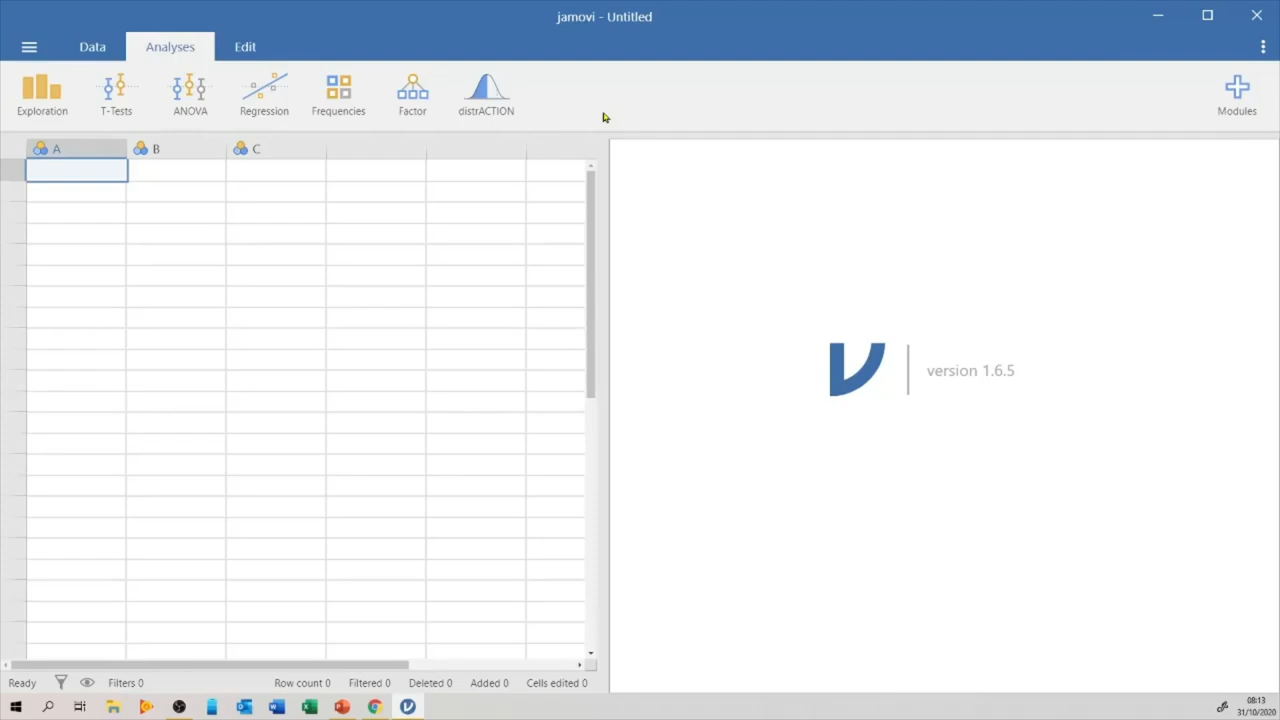 jamovi - Untitled
Data
Analyses
Edit
Exploration
T-Tests
ANOVA
Regression
Frequencies
Factor
distrACTION
Modules
A
B
C
version 1.6.5
Ready
Filters 0
Row count 0
Filtered 0
Deleted 0
Added 0
Cells edited 0
08:13
31/10/2020